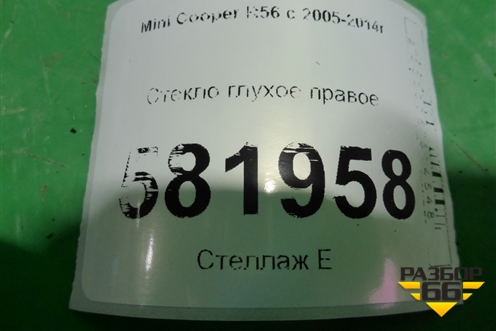 Mini Cooper R56 с 2005-2014г
Стекло глухое правое
581958
Стеллаж Е
РАЗБОР
66